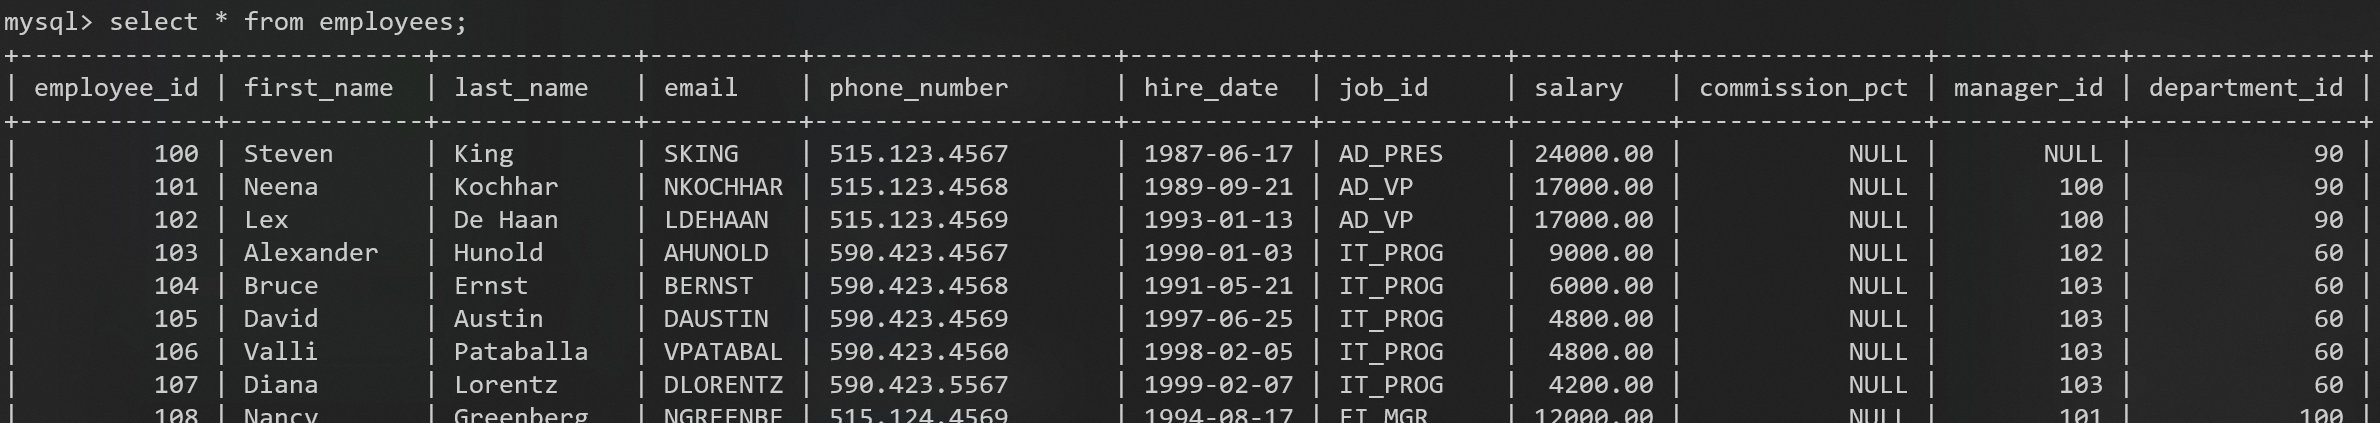 mysql> select * from employees;
+-------------+-------------+-------------+----------+--------------------+------------+------------+----------+----------------+------------+---------------+
| employee_id | first_name  | last_name   | email    | phone_number       | hire_date  | job_id     | salary   | commission_pct | manager_id | department_id |
+-------------+-------------+-------------+----------+--------------------+------------+------------+----------+----------------+------------+---------------+
|         100 | Steven      | King        | SKING    | 515.123.4567       | 1987-06-17 | AD_PRES    | 24000.00 |           NULL |       NULL |            90 |
|         101 | Neena       | Kochhar     | NKOCHHAR | 515.123.4568       | 1989-09-21 | AD_VP      | 17000.00 |           NULL |        100 |            90 |
|         102 | Lex         | De Haan     | LDEHAAN  | 515.123.4569       | 1993-01-13 | AD_VP      | 17000.00 |           NULL |        100 |            90 |
|         103 | Alexander   | Hunold      | AHUNOLD  | 590.423.4567       | 1990-01-03 | IT_PROG    |  9000.00 |           NULL |        102 |            60 |
|         104 | Bruce       | Ernst       | BERNST   | 590.423.4568       | 1991-05-21 | IT_PROG    |  6000.00 |           NULL |        103 |            60 |
|         105 | David       | Austin      | DAUSTIN  | 590.423.4569       | 1997-06-25 | IT_PROG    |  4800.00 |           NULL |        103 |            60 |
|         106 | Valli       | Pataballa   | VPATABAL | 590.423.4560       | 1998-02-05 | IT_PROG    |  4800.00 |           NULL |        103 |            60 |
|         107 | Diana       | Lorentz     | DLORENTZ | 590.423.5567       | 1999-02-07 | IT_PROG    |  4200.00 |           NULL |        103 |            60 |
|         108 | Nancy       | Greenberg   | NGREENBE | 515.124.4569       | 1994-08-17 | FI_MGR     | 12000.00 |           NULL |        101 |           100 |